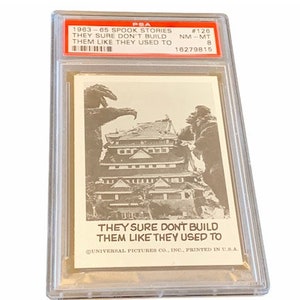 PSA
1963-65 SPOOK STORIES #126
THEY SURE DON'T BUILD NM-MT
THEM LIKE THEY USED TO 8
16279815
THEY SURE DON'T BUILD
THEM LIKE THEY USED TO
©UNIVERSAL PICTURES CO., INC., PRINTED IN U.S.A.